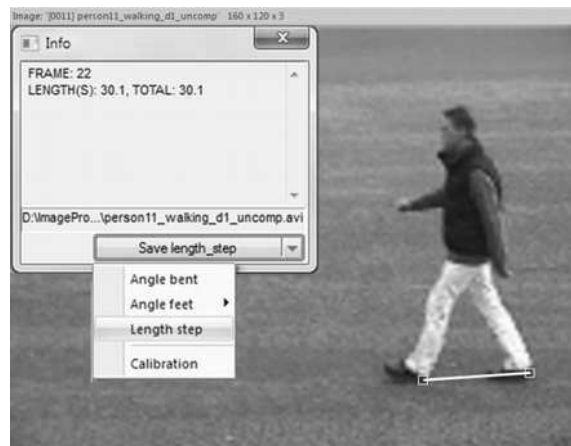 Image: '[0011] person11_walking_d1_uncomp' 160 x 120 x 3
Info
FRAME: 22
LENGTH(S): 30.1, TOTAL: 30.1
D:\ImagePro...\person11_walking_d1_uncomp.avi
Save length_step
Angle bent
Angle feet
Length step
Calibration